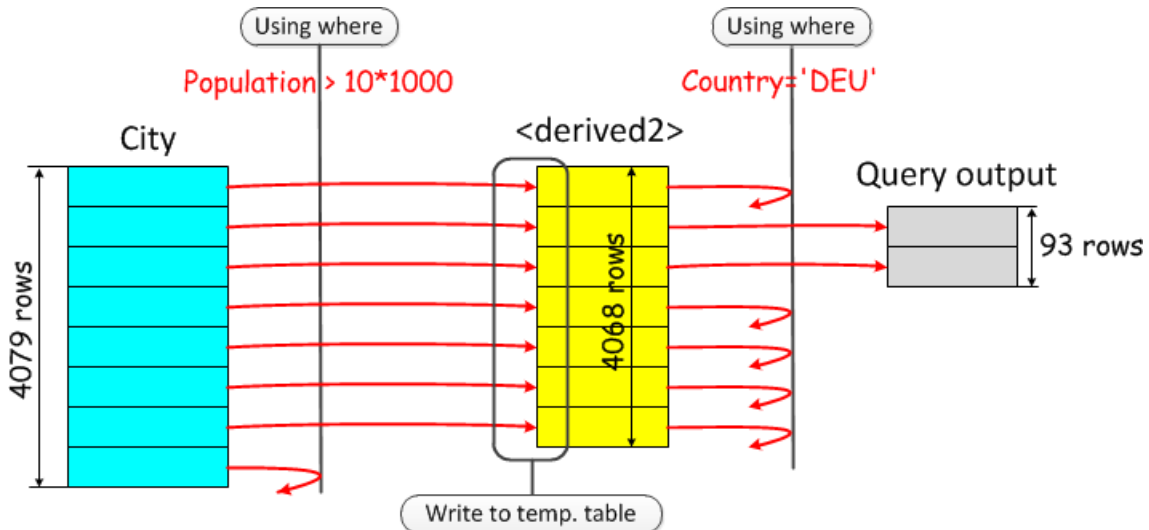 Using where
Using where
Population > 10*1000
Country='DEU'
City
<derived2>
Query output
4079 rows
4068 rows
93 rows
Write to temp. table